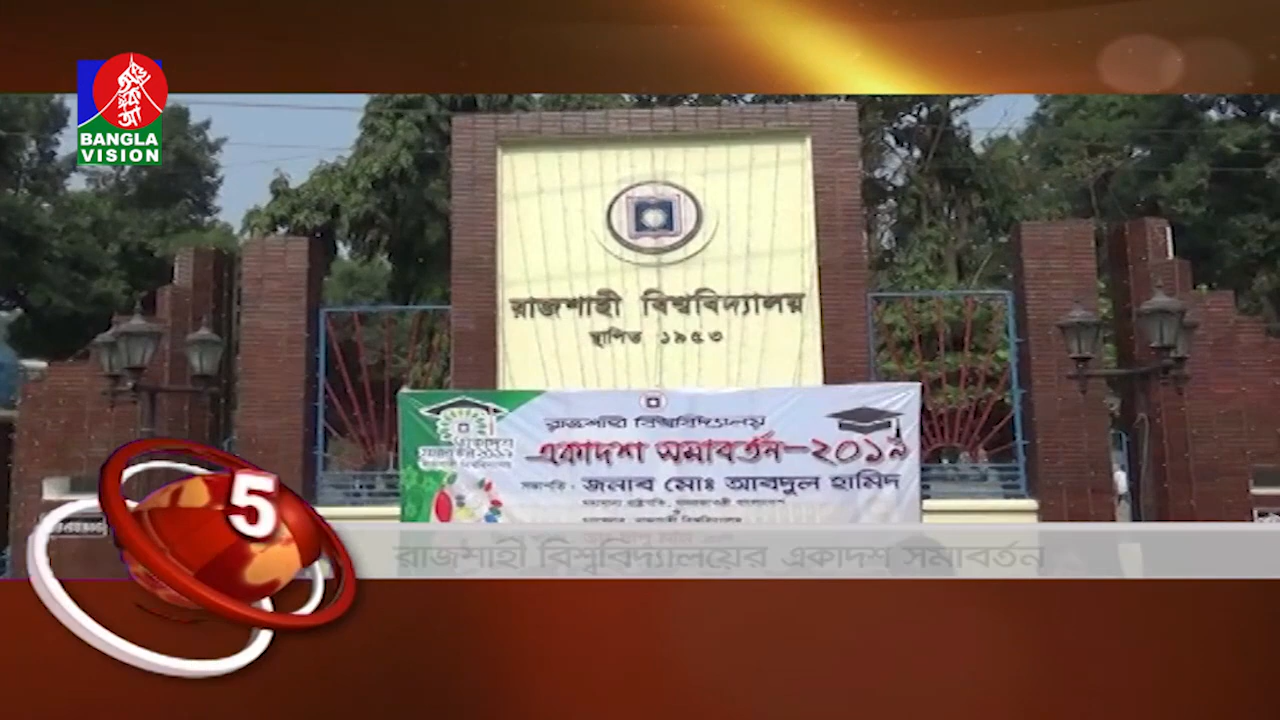 বাংলাভিশন
BANGLA
VISION
রাজশাহী বিশ্ববিদ্যালয়
স্থাপিত ১৯৫৩
রাজশাহী বিশ্ববিদ্যালয়
একাদশ সমাবর্তন-২০১৯
সভাপতি : জনাব মোঃ আবদুল হামিদ
5
রাজশাহী বিশ্ববিদ্যালয়ের একাদশ সমাবর্তন